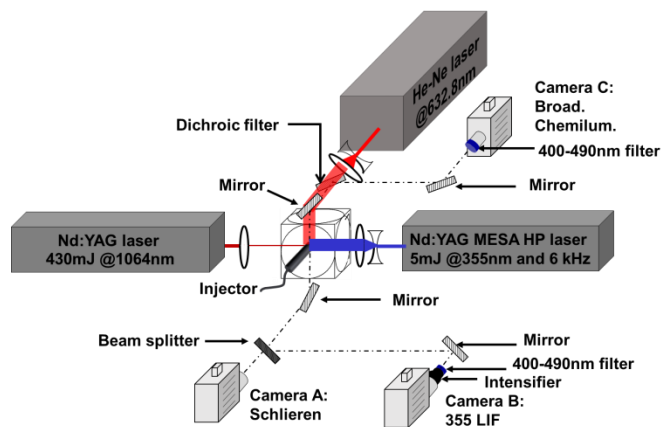 He-Ne laser
@632.8nm
Camera C:
Broad.
Chemilum.
Dichroic filter
400-490nm filter
Mirror
Mirror
Nd:YAG laser
430mJ @1064nm
Nd:YAG MESA HP laser
5mJ @355nm and 6 kHz
Injector
Mirror
Beam splitter
Mirror
400-490nm filter
Intensifier
Camera A:
Schlieren
Camera B:
355 LIF